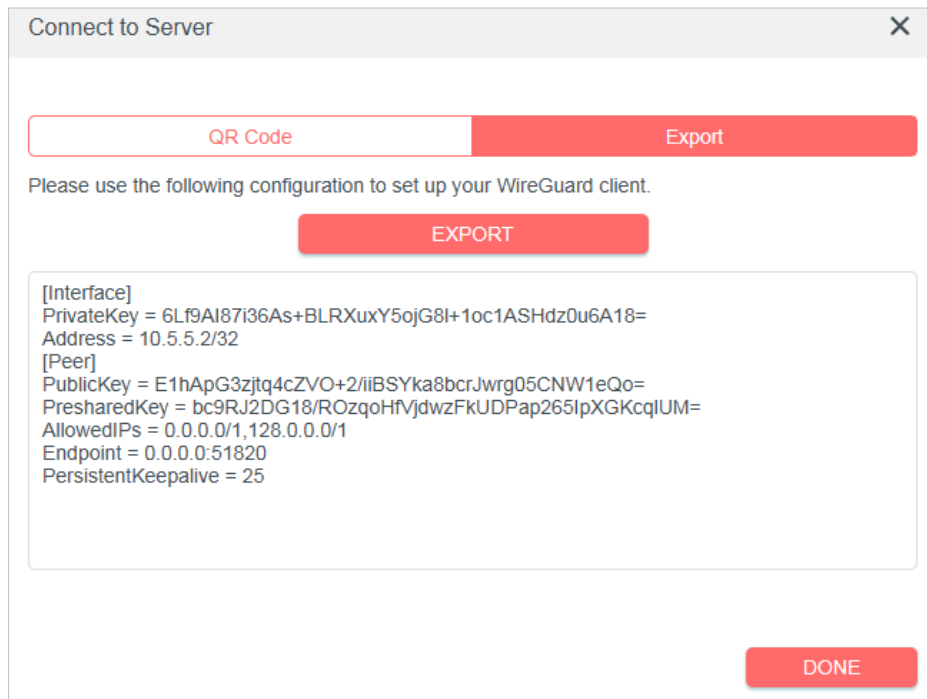 Connect to Server
QR Code
Export
Please use the following configuration to set up your WireGuard client.
EXPORT
[Interface]
PrivateKey = 6Lf9AI87i36As+BLRXuxY5ojG8I+1oc1ASHdz0u6A18=
Address = 10.5.5.2/32
[Peer]
PublicKey = E1hApG3zjtq4cZVO+2/iiBSYka8bcrJwrg05CNW1eQo=
PresharedKey = bc9RJ2DG18/ROzqoHfVjdwzFkUDPap265IpXGKcqIUM=
AllowedIPs = 0.0.0.0/1,128.0.0.0/1
Endpoint = 0.0.0.0:51820
PersistentKeepalive = 25
DONE